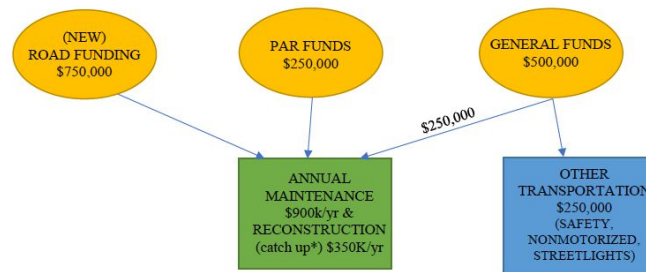 (NEW)
ROAD FUNDING
$750,000
PAR FUNDS
$250,000
GENERAL FUNDS
$500,000
$250,000
ANNUAL
MAINTENANCE
$900k/yr &
RECONSTRUCTION
(catch up*) $350K/yr
OTHER
TRANSPORTATION
$250,000
(SAFETY,
NONMOTORIZED,
STREETLIGHTS)